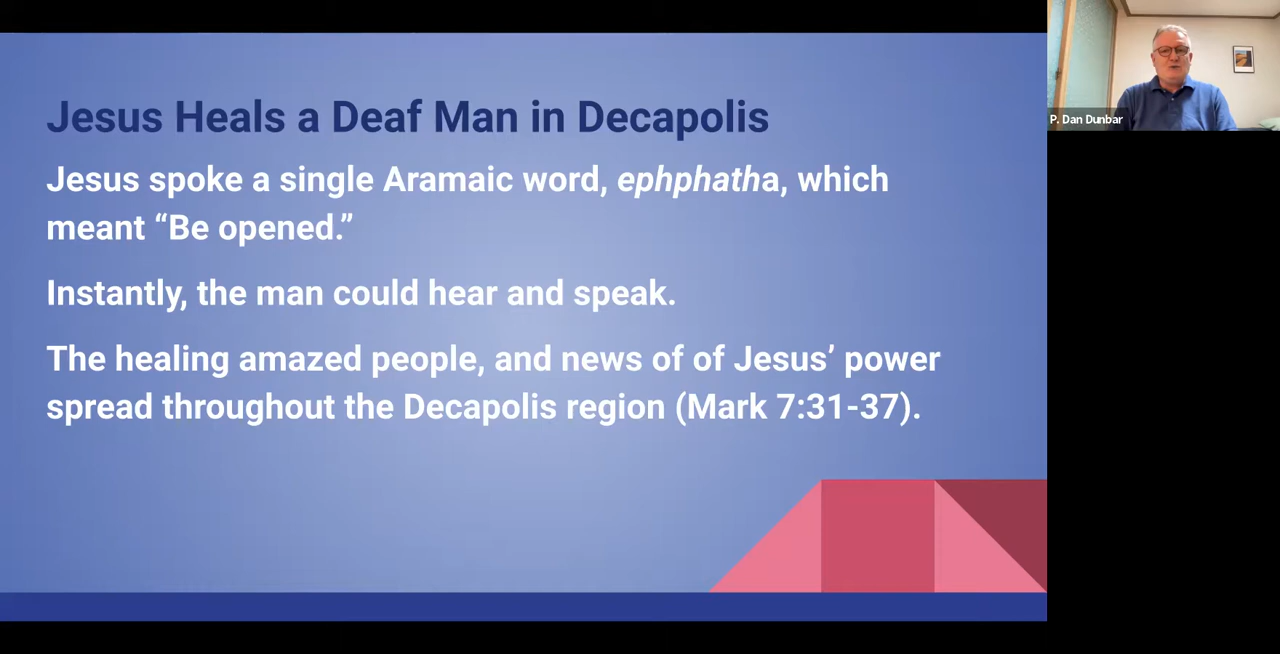 Jesus Heals a Deaf Man in Decapolis
Jesus spoke a single Aramaic word, ephphatha, which
meant “Be opened.”
Instantly, the man could hear and speak.
The healing amazed people, and news of of Jesus’ power
spread throughout the Decapolis region (Mark 7:31-37).
P. Dan Dunbar